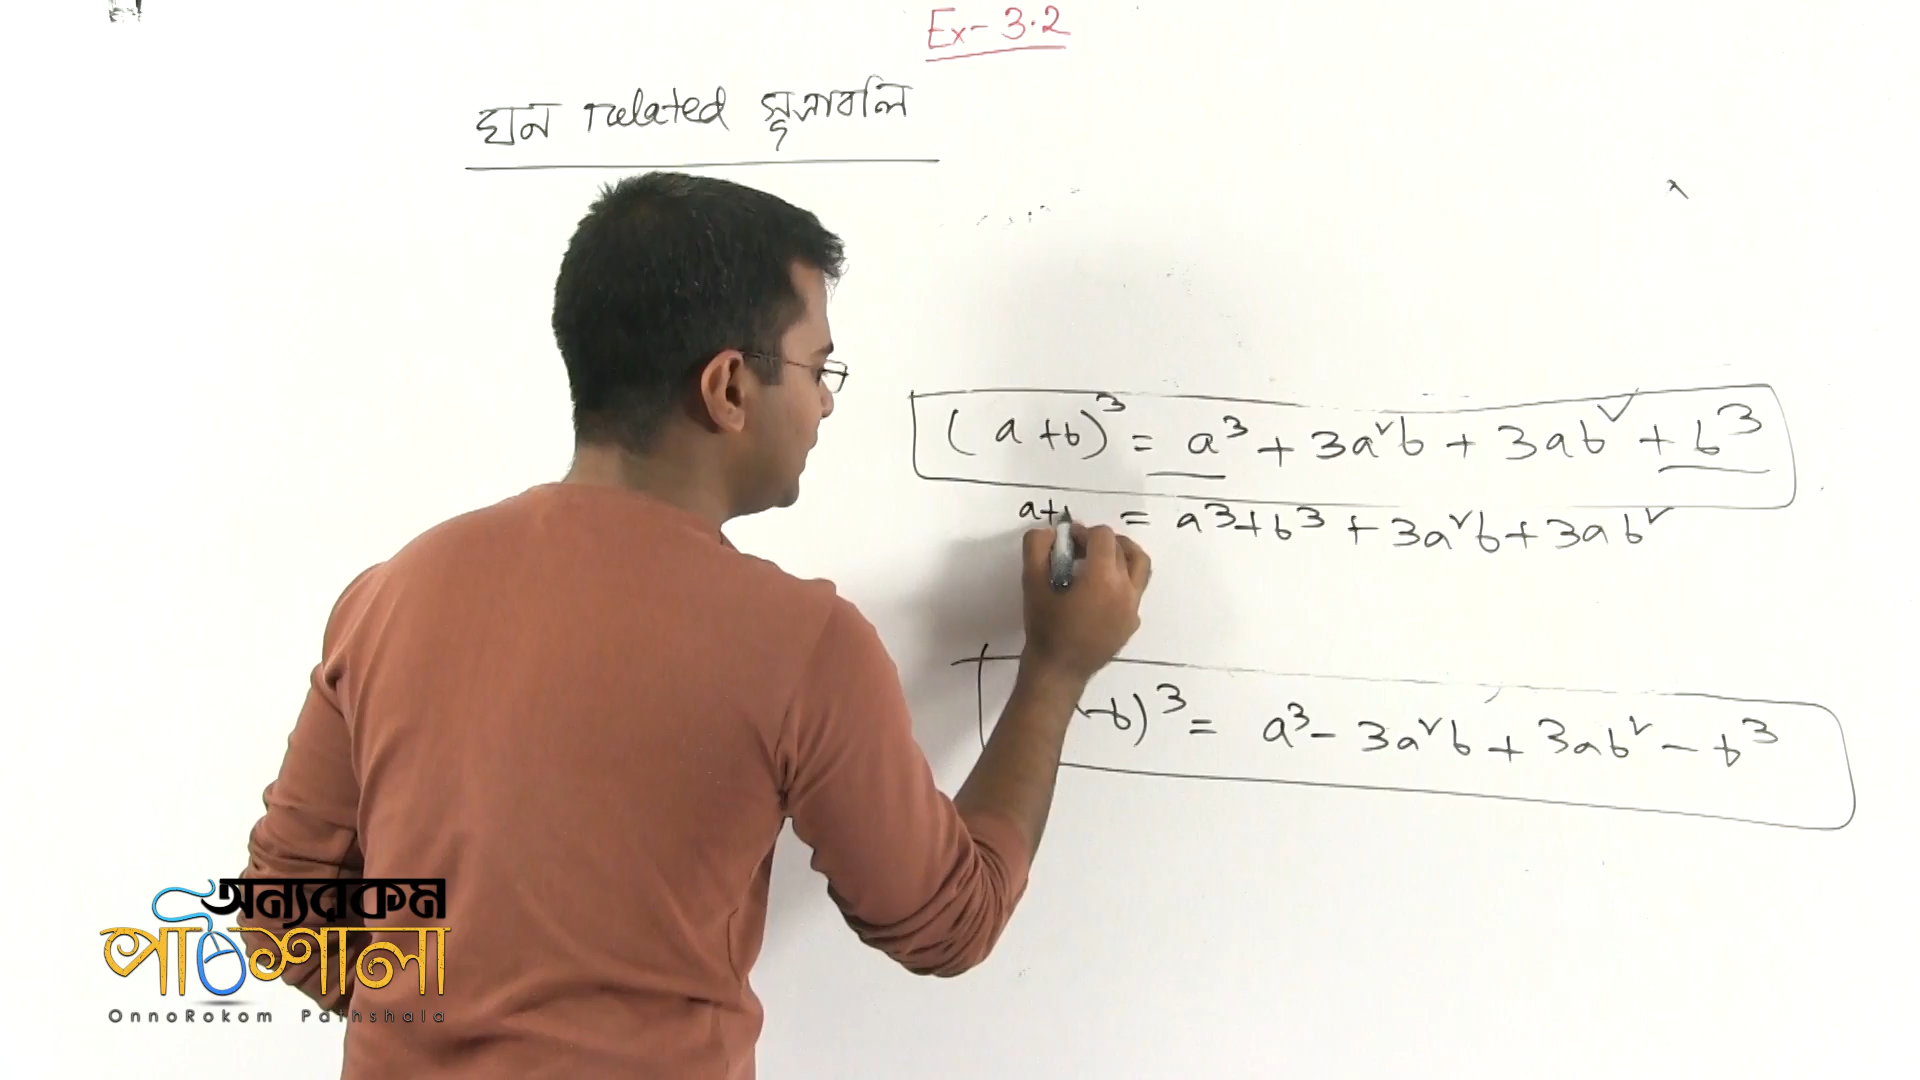 Ex- 3.2
ঘন related সূত্রাবলি
(a+b)³ = a³ + 3a²b + 3ab² + b³
a+ = a³+b³ + 3a²b+3ab²
-b)³ = a³- 3a²b + 3ab² - b³
অন্যরকম
পাঠশালা
OnnoRokom Pathshala